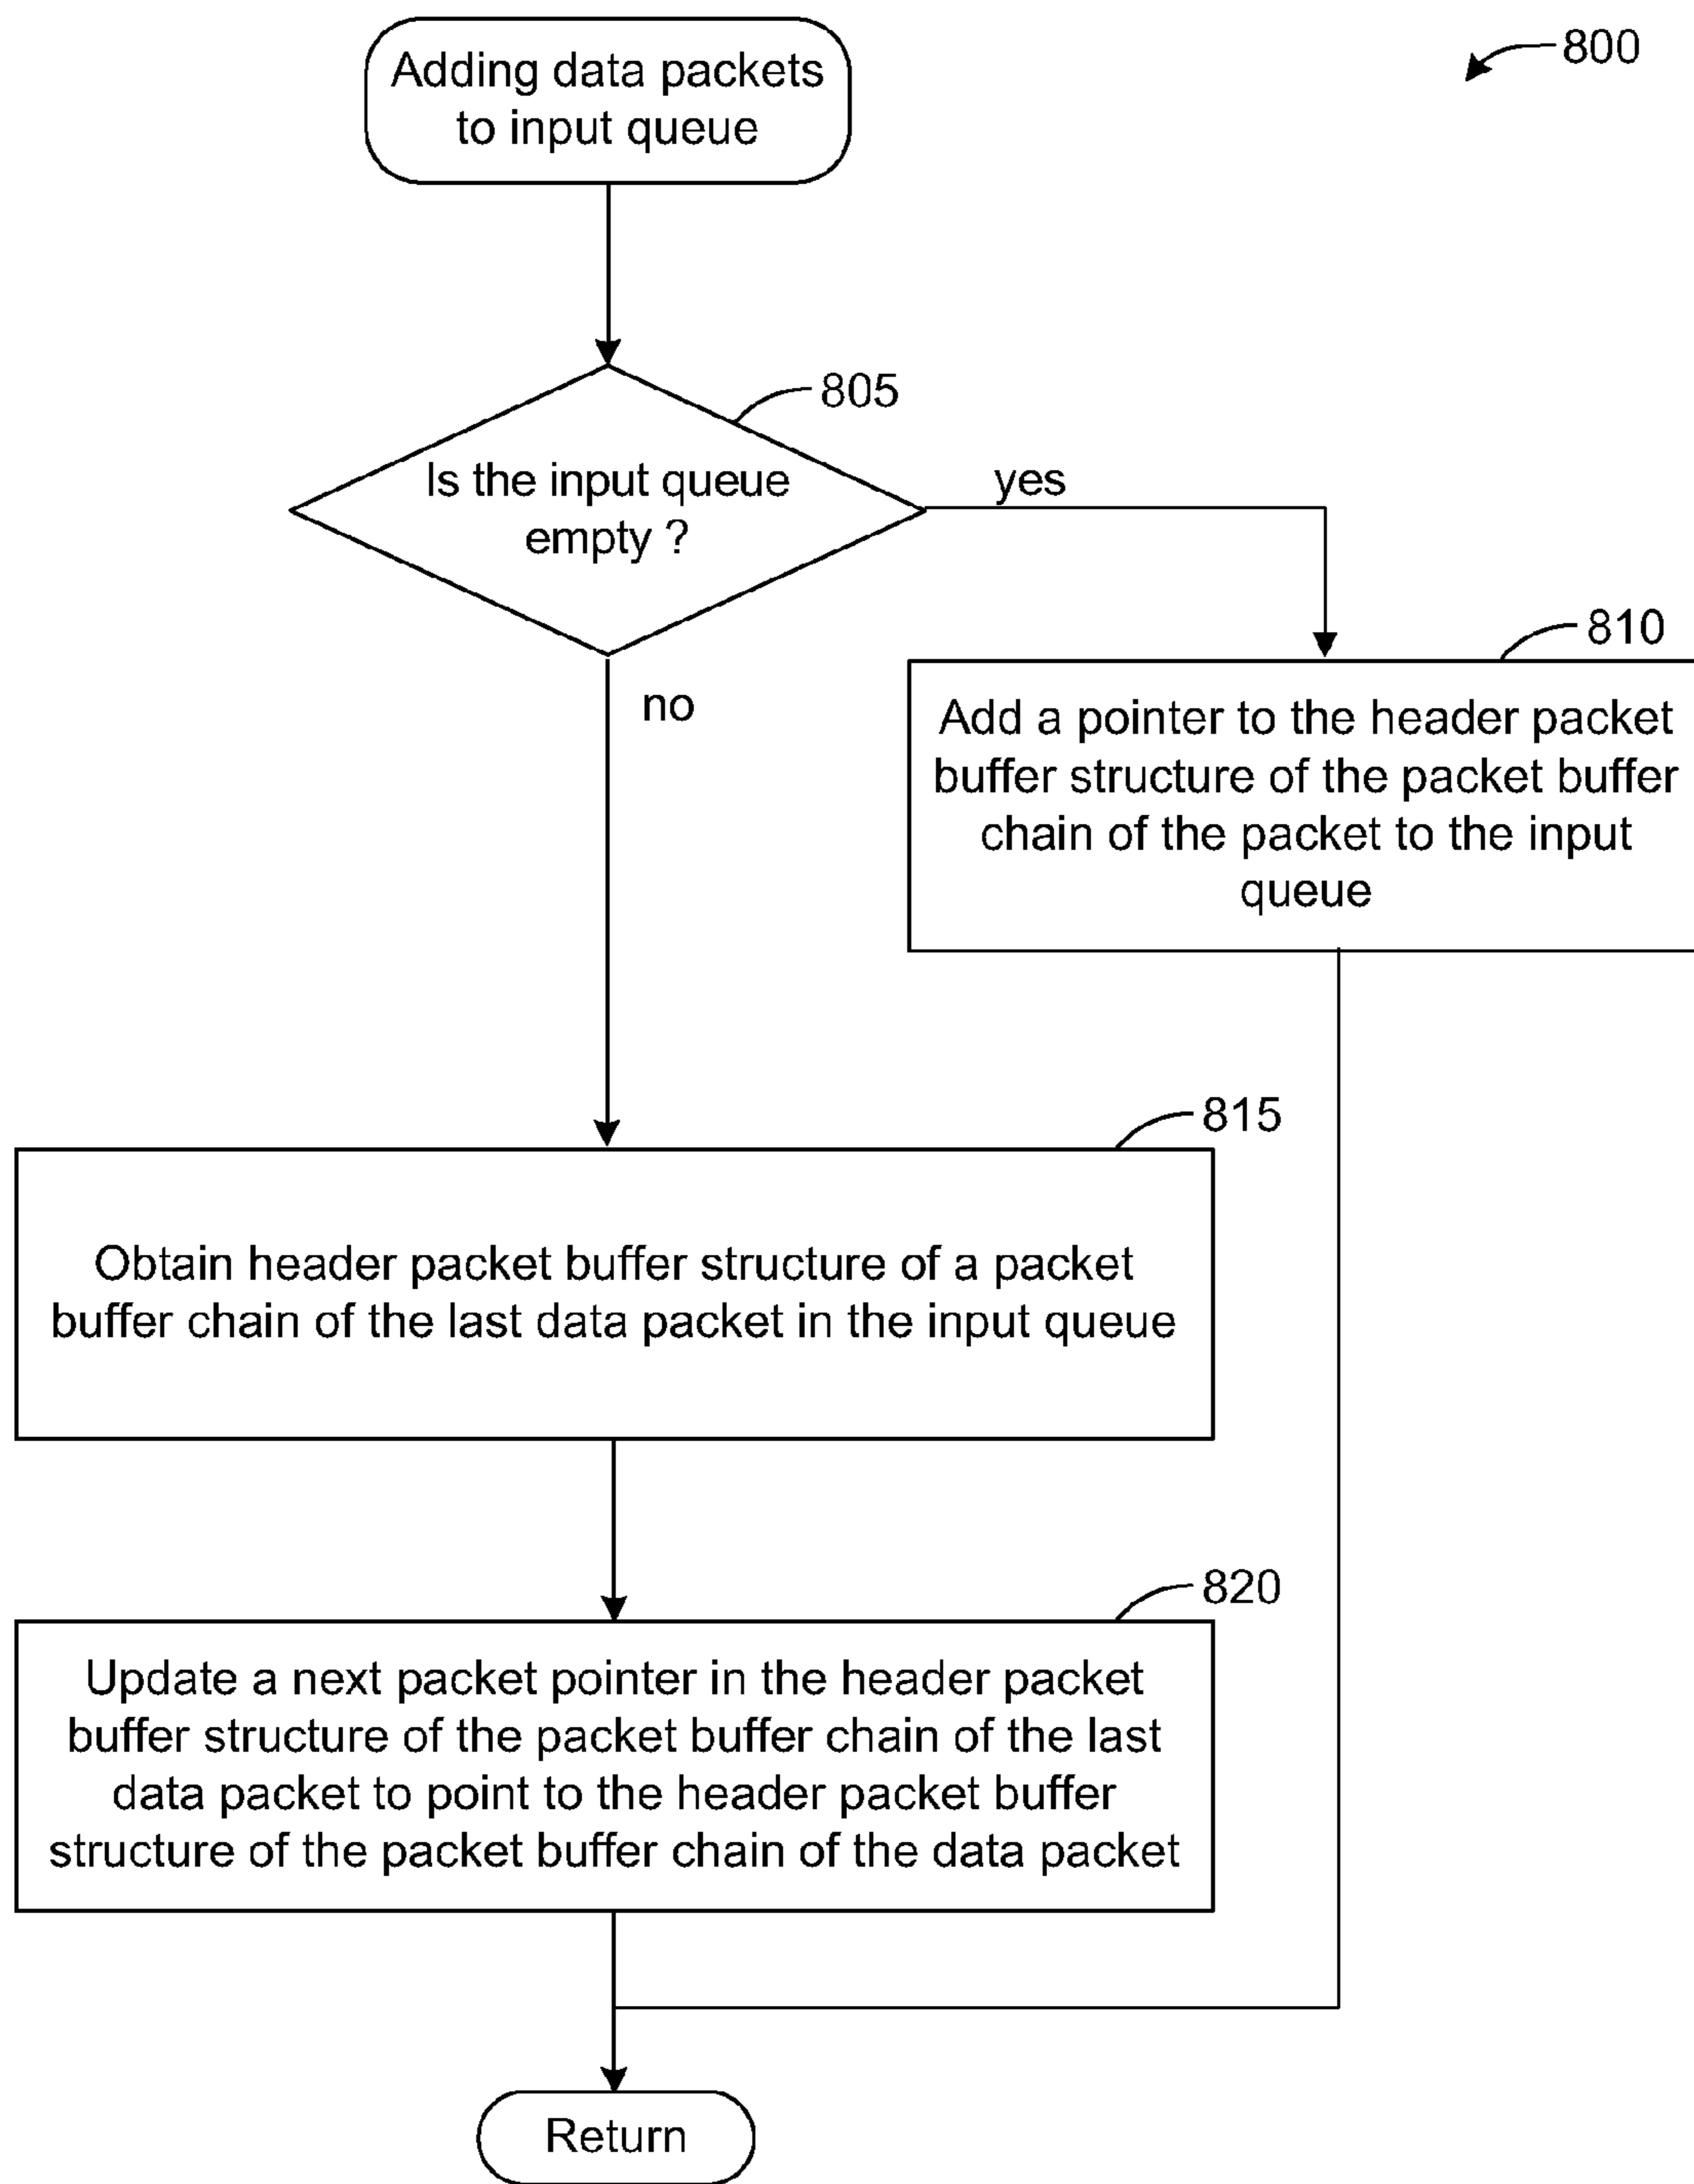 Adding data packets
to input queue
800
805
Is the input queue
empty ?
yes
no
810
Add a pointer to the header packet
buffer structure of the packet buffer
chain of the packet to the input
queue
815
Obtain header packet buffer structure of a packet
buffer chain of the last data packet in the input queue
820
Update a next packet pointer in the header packet
buffer structure of the packet buffer chain of the last
data packet to point to the header packet buffer
structure of the packet buffer chain of the data packet
Return